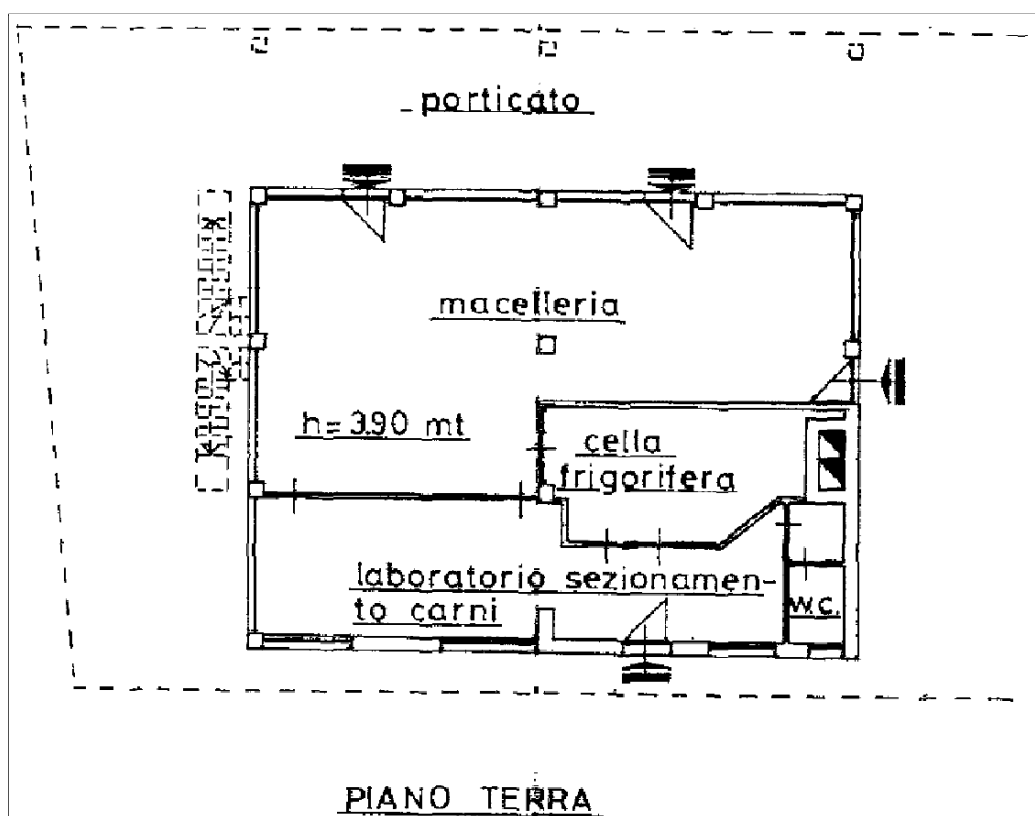 porticato
macelleria
h=3.90 mt
cella
frigorifera
laboratorio sezionamen-
to carni
w.c.
PIANO TERRA